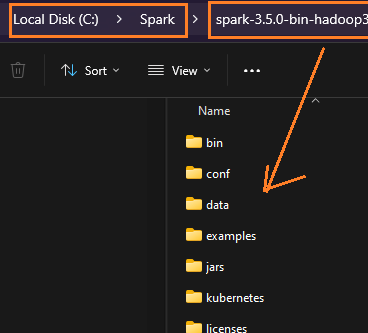 Local Disk (C:) > Spark > spark-3.5.0-bin-hadoop3
Sort View
Name
bin
conf
data
examples
jars
kubernetes
licenses